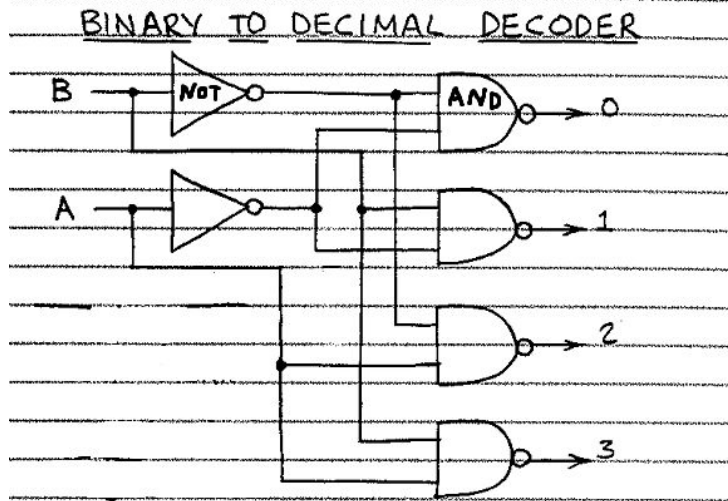 BINARY TO DECIMAL DECODER
B NOT AND 0
A 1
2
3